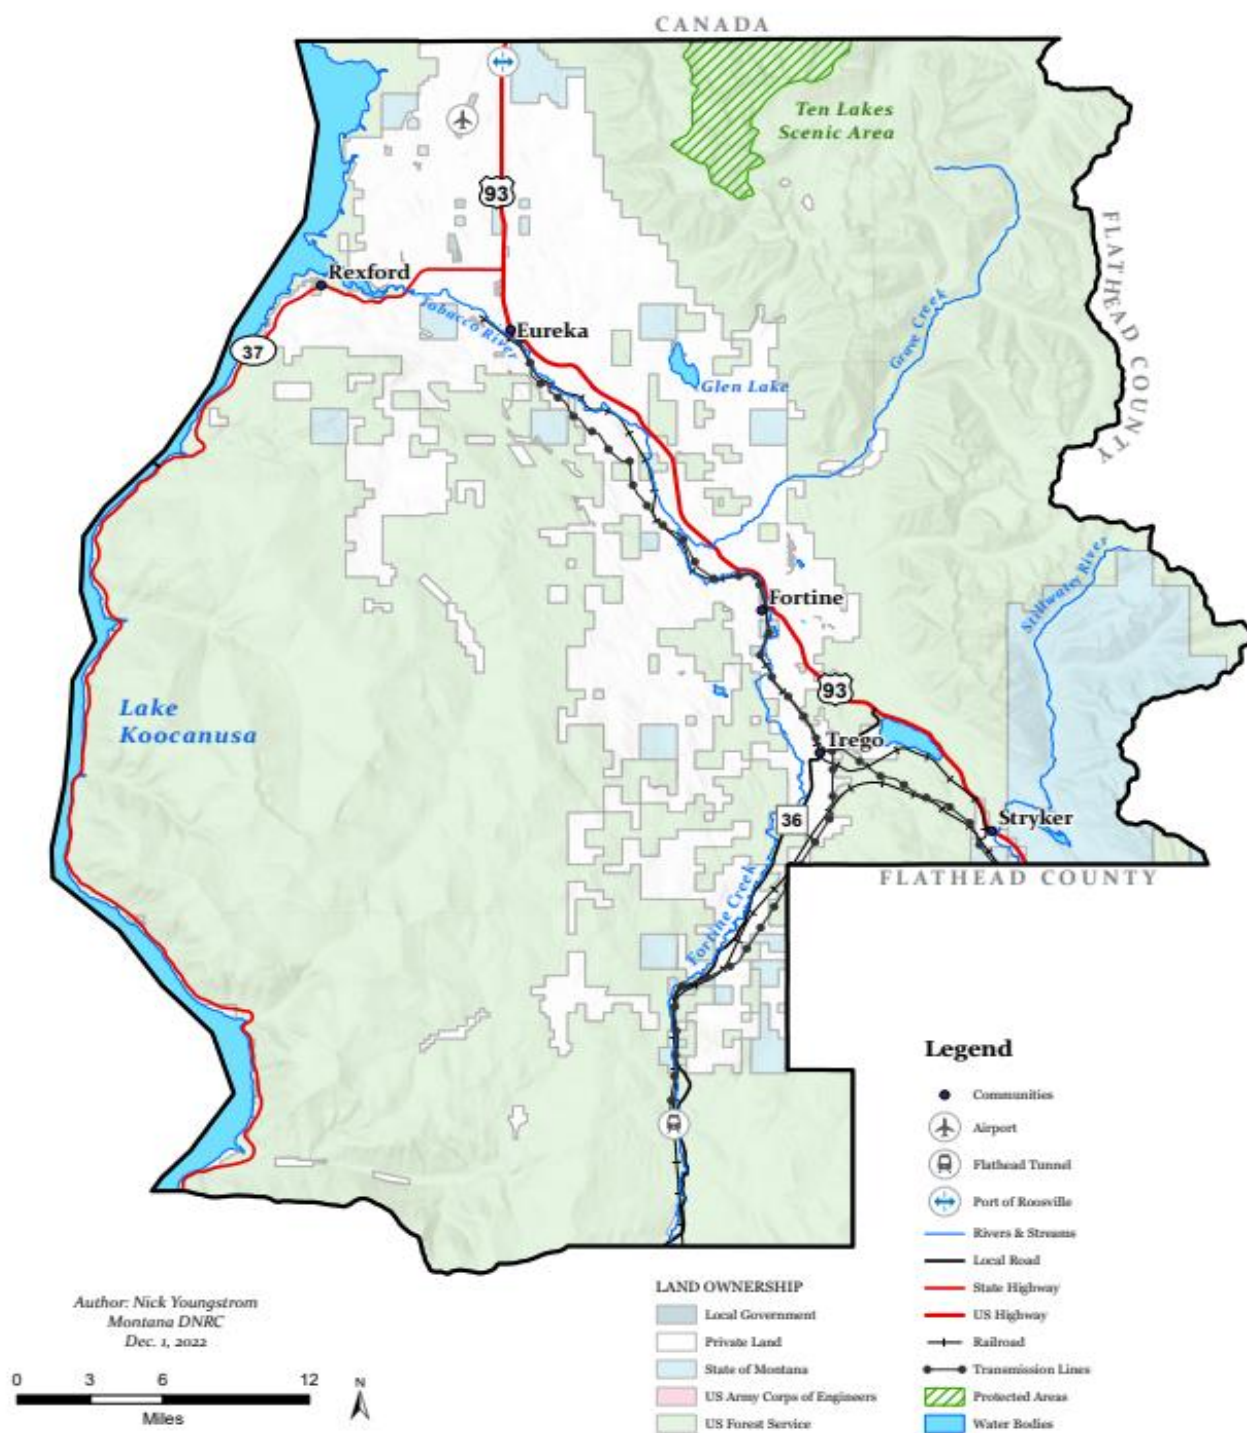 CANADA
Ten Lakes
Scenic Area
93
FLATHEAD COUNTY
Rexford
Tobacco River
Eureka
Grave Creek
37
Glen Lake
Stillwater River
Fortine
93
Lake
Koocanusa
Trego
36
Stryker
FLATHEAD COUNTY
Fortine Creek
Legend
Communities
Airport
Flathead Tunnel
Port of Roosville
Rivers & Streams
Local Road
State Highway
US Highway
Railroad
Transmission Lines
Protected Areas
Water Bodies
LAND OWNERSHIP
Local Government
Private Land
State of Montana
US Army Corps of Engineers
US Forest Service
Author: Nick Youngstrom
Montana DNRC
Dec. 1, 2022
0 3 6 12
Miles
N